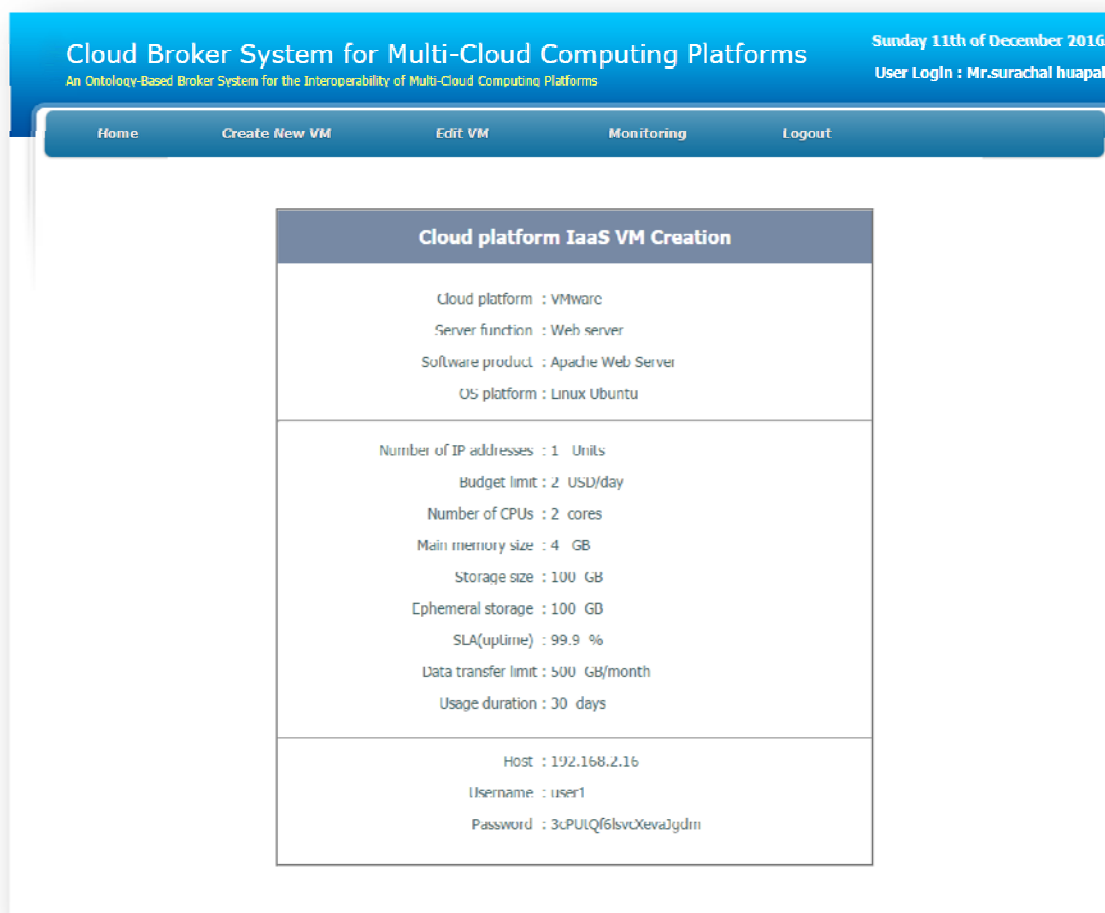 Cloud Broker System for Multi-Cloud Computing Platforms
An Ontology-Based Broker System for the Interoperability of Multi-Cloud Computing Platforms
Sunday 11th of December 2016
User Login : Mr.surachai huapai
Home Create New VM Edit VM Monitoring Logout
Cloud platform IaaS VM Creation
Cloud platform : VMware
Server function : Web server
Software product : Apache Web Server
OS platform : Linux Ubuntu
Number of IP addresses : 1 Units
Budget limit : 2 USD/day
Number of CPUs : 2 cores
Main memory size : 4 GB
Storage size : 100 GB
Ephemeral storage : 100 GB
SLA(uptime) : 99.9 %
Data transfer limit : 500 GB/month
Usage duration : 30 days
Host : 192.168.2.16
Username : user1
Password :